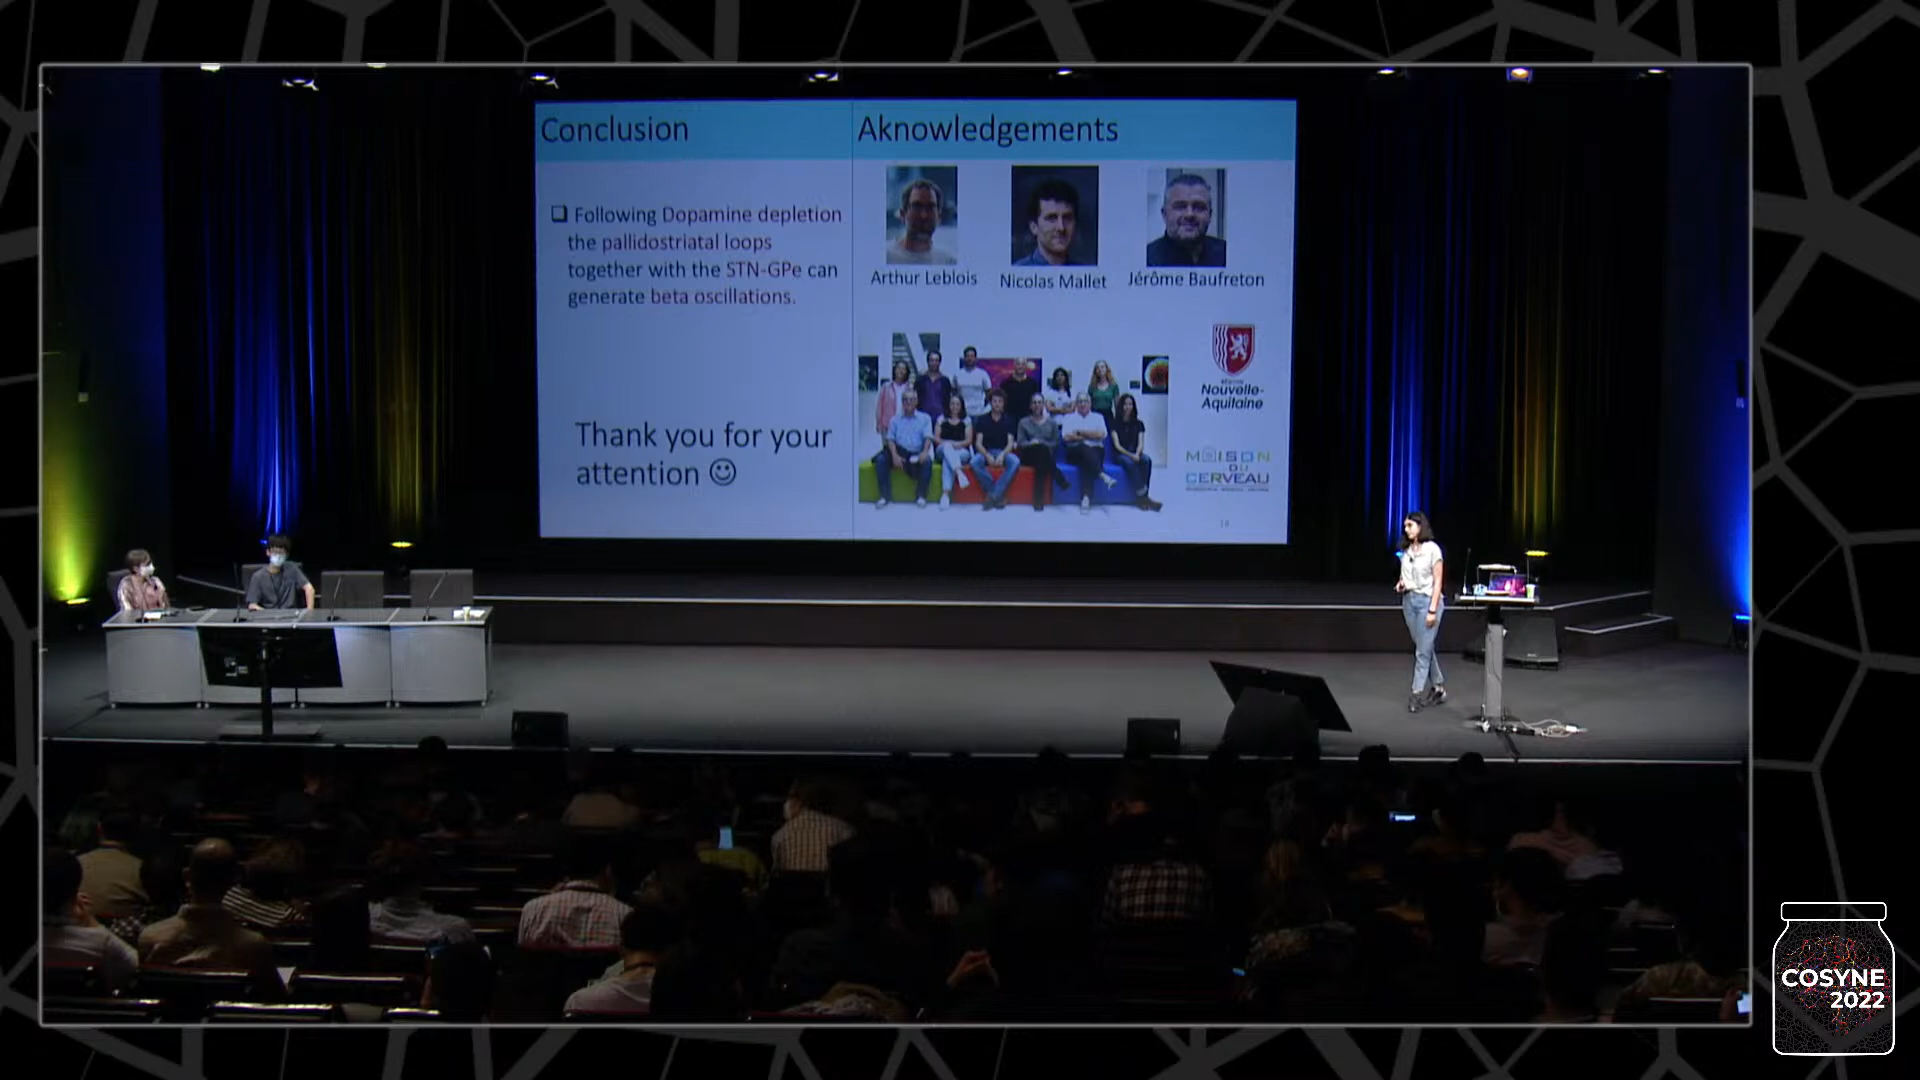 Conclusion
Aknowledgements
❑ Following Dopamine depletion
the pallidostriatal loops
together with the STN-GPe can
generate beta oscillations.
Thank you for your
attention ☺
Arthur Leblois
Nicolas Mallet
Jérôme Baufreton
Nouvelle-
Aquitaine
MAISON
DU
CERVEAU
18
COSYNE
2022